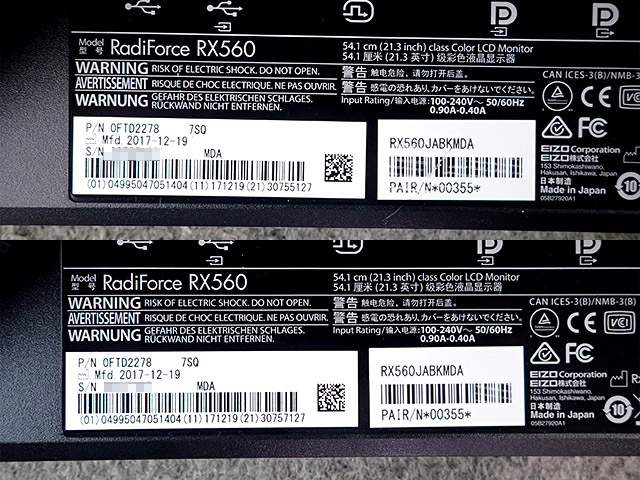 Model
型 号 RadiForce RX560
54.1 cm (21.3 inch) class Color LCD Monitor
54.1 厘米 (21.3 英寸) 级彩色液晶显示器
WARNING RISK OF ELECTRIC SHOCK. DO NOT OPEN.
AVERTISSEMENT RISQUE DE CHOC ELECTRIQUE. NE PAS OUVRIR.
WARNUNG GEFAHR DES ELEKTRISCHEN SCHLAGES.
RÜCKWAND NICHT ENTFERNEN.
警告 触电危险，请勿打开后盖。
警告 感電の恐れあり、カバーをあけないでください。
Input Rating/输入电源:100-240V~ 50/60Hz
0.90A-0.40A
CAN ICES-3(B)/NMB-3(B)
VCCI
CE
FC
P/N 0FTD2278 7SQ
Mfd 2017-12-19
S/N MDA
(01)04995047051404(11)171219(21)30755127
RX560JABKMDA
PAIR/N*00355*
EIZO Corporation
EIZO株式会社
153 Shimokashiwano,
Hakusan, Ishikawa, Japan
日本制造
Made in Japan
05B27920A1
10
Model
型 号 RadiForce RX560
54.1 cm (21.3 inch) class Color LCD Monitor
54.1 厘米 (21.3 英寸) 级彩色液晶显示器
WARNING RISK OF ELECTRIC SHOCK. DO NOT OPEN.
AVERTISSEMENT RISQUE DE CHOC ELECTRIQUE. NE PAS OUVRIR.
WARNUNG GEFAHR DES ELEKTRISCHEN SCHLAGES.
RÜCKWAND NICHT ENTFERNEN.
警告 触电危险，请勿打开后盖。
警告 感電の恐れあり、カバーをあけないでください。
Input Rating/输入电源:100-240V~ 50/60Hz
0.90A-0.40A
CAN ICES-3(B)/NMB-3(B)
VCCI
CE
FC
P/N 0FTD2278 7SQ
Mfd 2017-12-19
S/N MDA
(01)04995047051404(11)171219(21)30757127
RX560JABKMDA
PAIR/N*00355*
EIZO Corporation
EIZO株式会社
153 Shimokashiwano,
Hakusan, Ishikawa, Japan
日本制造
Made in Japan
05B27920A1
10